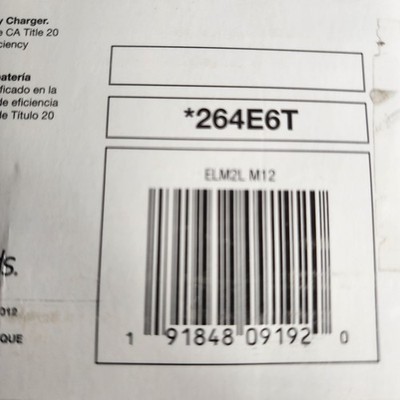 y Charger.
e CA Title 20
ciency
batería
ficado en la
de eficiencia
de Título 20
*264E6T
ELM2L M12
s.
012
QUE
1 91848 09192 0